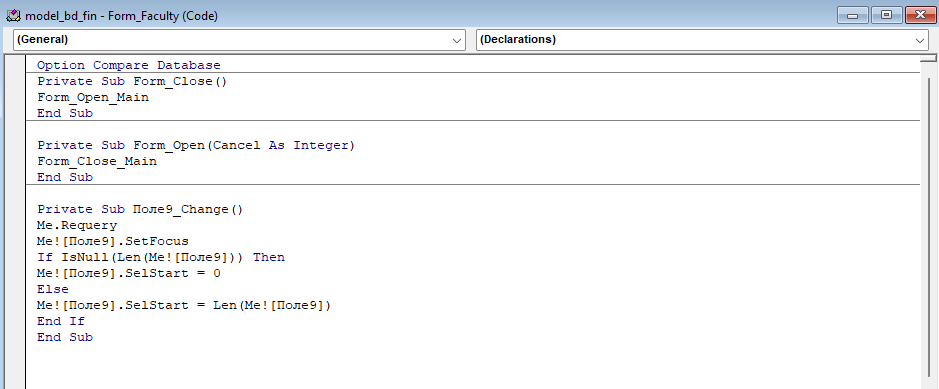 model_bd_fin - Form_Faculty (Code)
(General) (Declarations)
Option Compare Database
Private Sub Form_Close()
Form_Open_Main
End Sub
Private Sub Form_Open(Cancel As Integer)
Form_Close_Main
End Sub
Private Sub Поле9_Change()
Me.Requery
Me![Поле9].SetFocus
If IsNull(Len(Me![Поле9])) Then
Me![Поле9].SelStart = 0
Else
Me![Поле9].SelStart = Len(Me![Поле9])
End If
End Sub